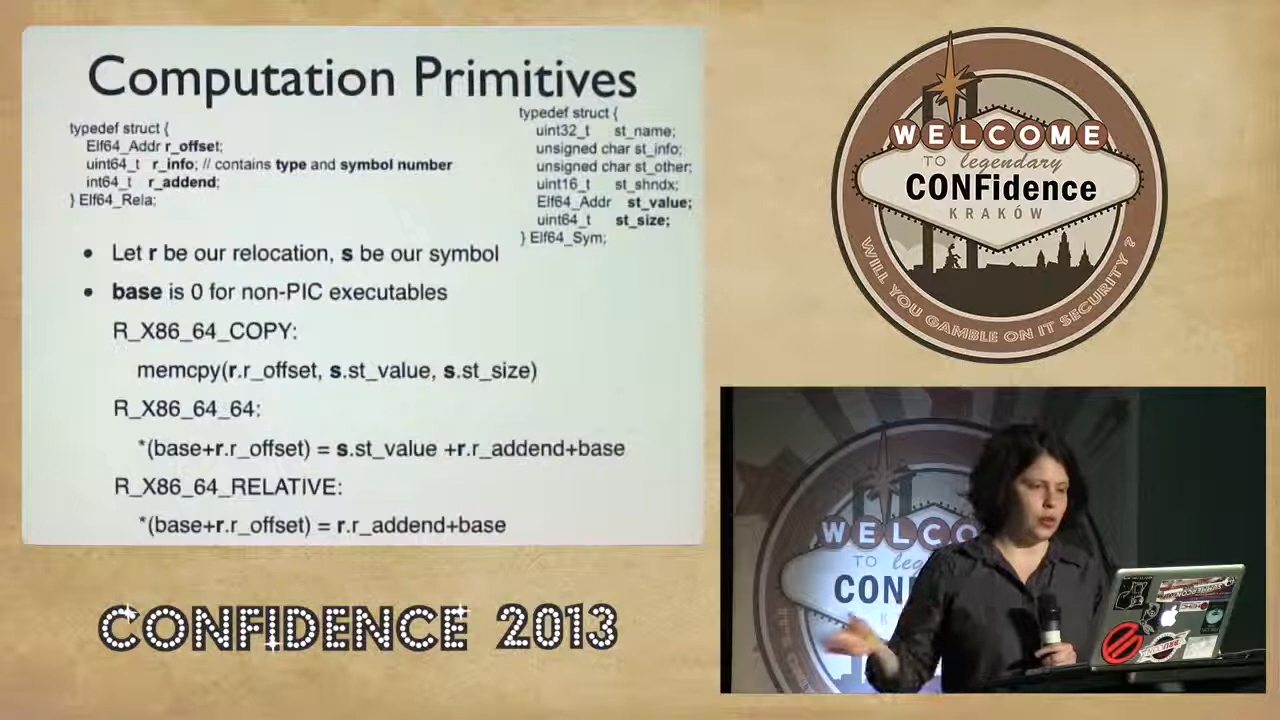 Computation Primitives
typedef struct {
Elf64_Addr r_offset;
uint64_t r_info; // contains type and symbol number
int64_t r_addend;
} Elf64_Rela;
typedef struct {
uint32_t st_name;
unsigned char st_info;
unsigned char st_other;
uint16_t st_shndx;
Elf64_Addr st_value;
uint64_t st_size;
} Elf64_Sym;
• Let r be our relocation, s be our symbol
• base is 0 for non-PIC executables
R_X86_64_COPY:
memcpy(r.r_offset, s.st_value, s.st_size)
R_X86_64_64:
*(base+r.r_offset) = s.st_value +r.r_addend+base
R_X86_64_RELATIVE:
*(base+r.r_offset) = r.r_addend+base
CONFIDENCE 2013
WELCOME
TO legendary
CONFidence
KRAKÓW
WILL YOU GAMBLE ON IT SECURITY?
WELCO
TO leg
CON
K